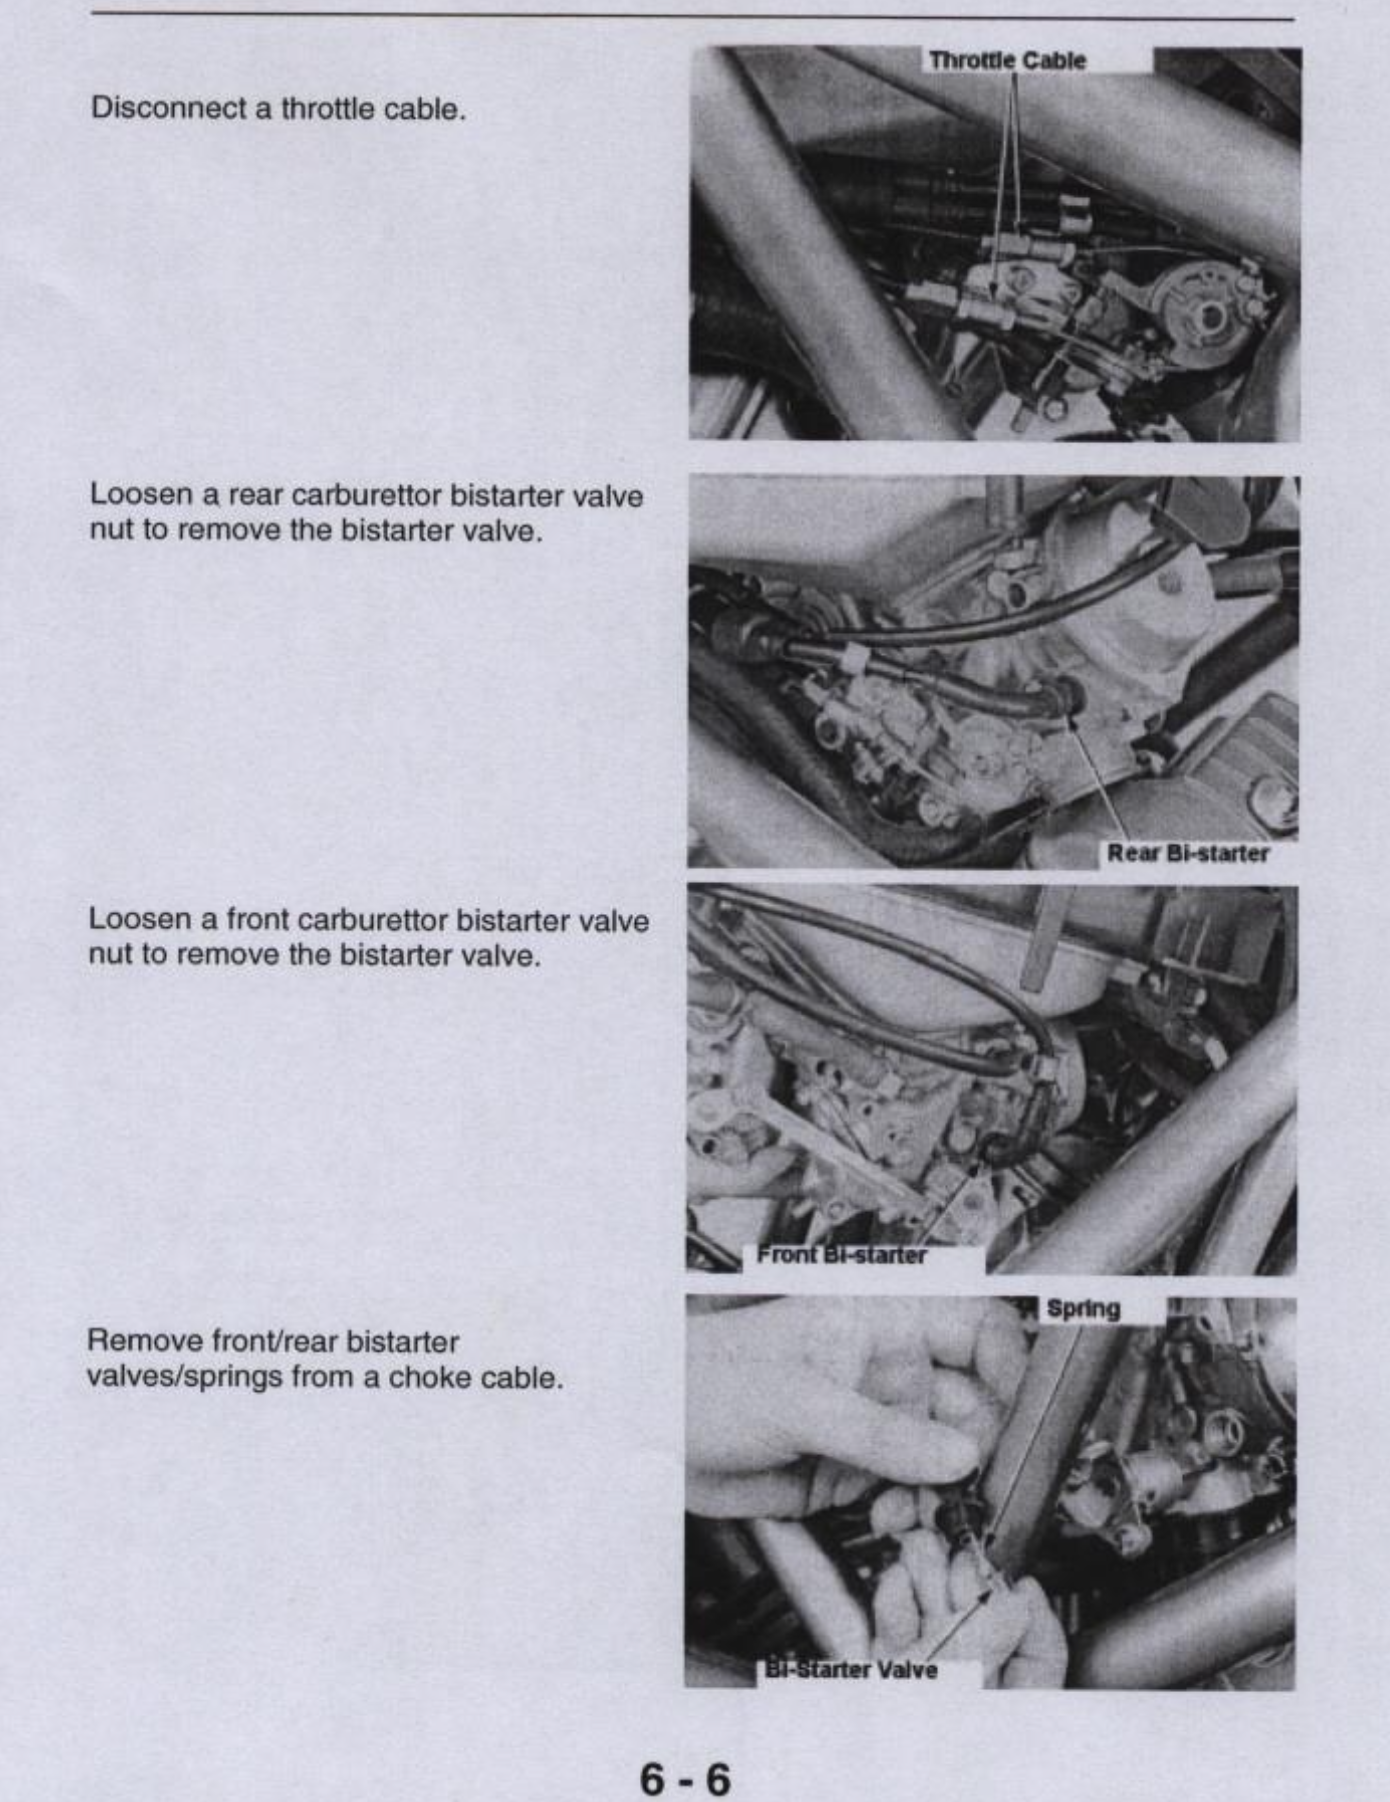 Throttle Cable
Disconnect a throttle cable.
Loosen a rear carburettor bistarter valve
nut to remove the bistarter valve.
Rear Bi-starter
Loosen a front carburettor bistarter valve
nut to remove the bistarter valve.
Front Bi-starter
Spring
Remove front/rear bistarter
valves/springs from a choke cable.
Bi-Starter Valve
6 - 6